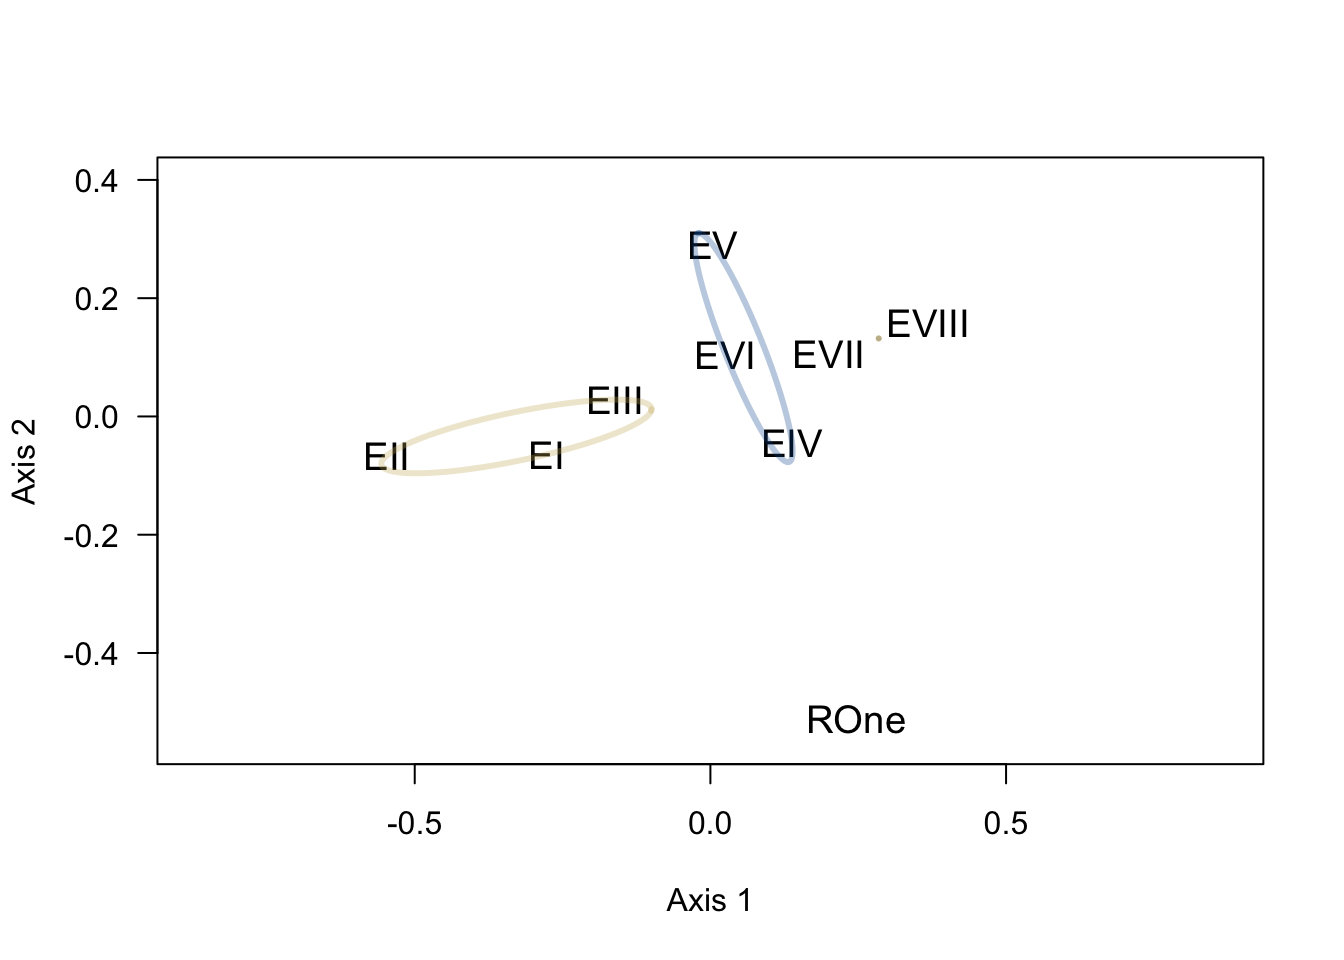 0.4
EV
0.2
EVIII
EVI EVII
EIII
0.0
EII EI EIV
Axis 2
-0.2
-0.4
ROne
-0.5 0.0 0.5
Axis 1